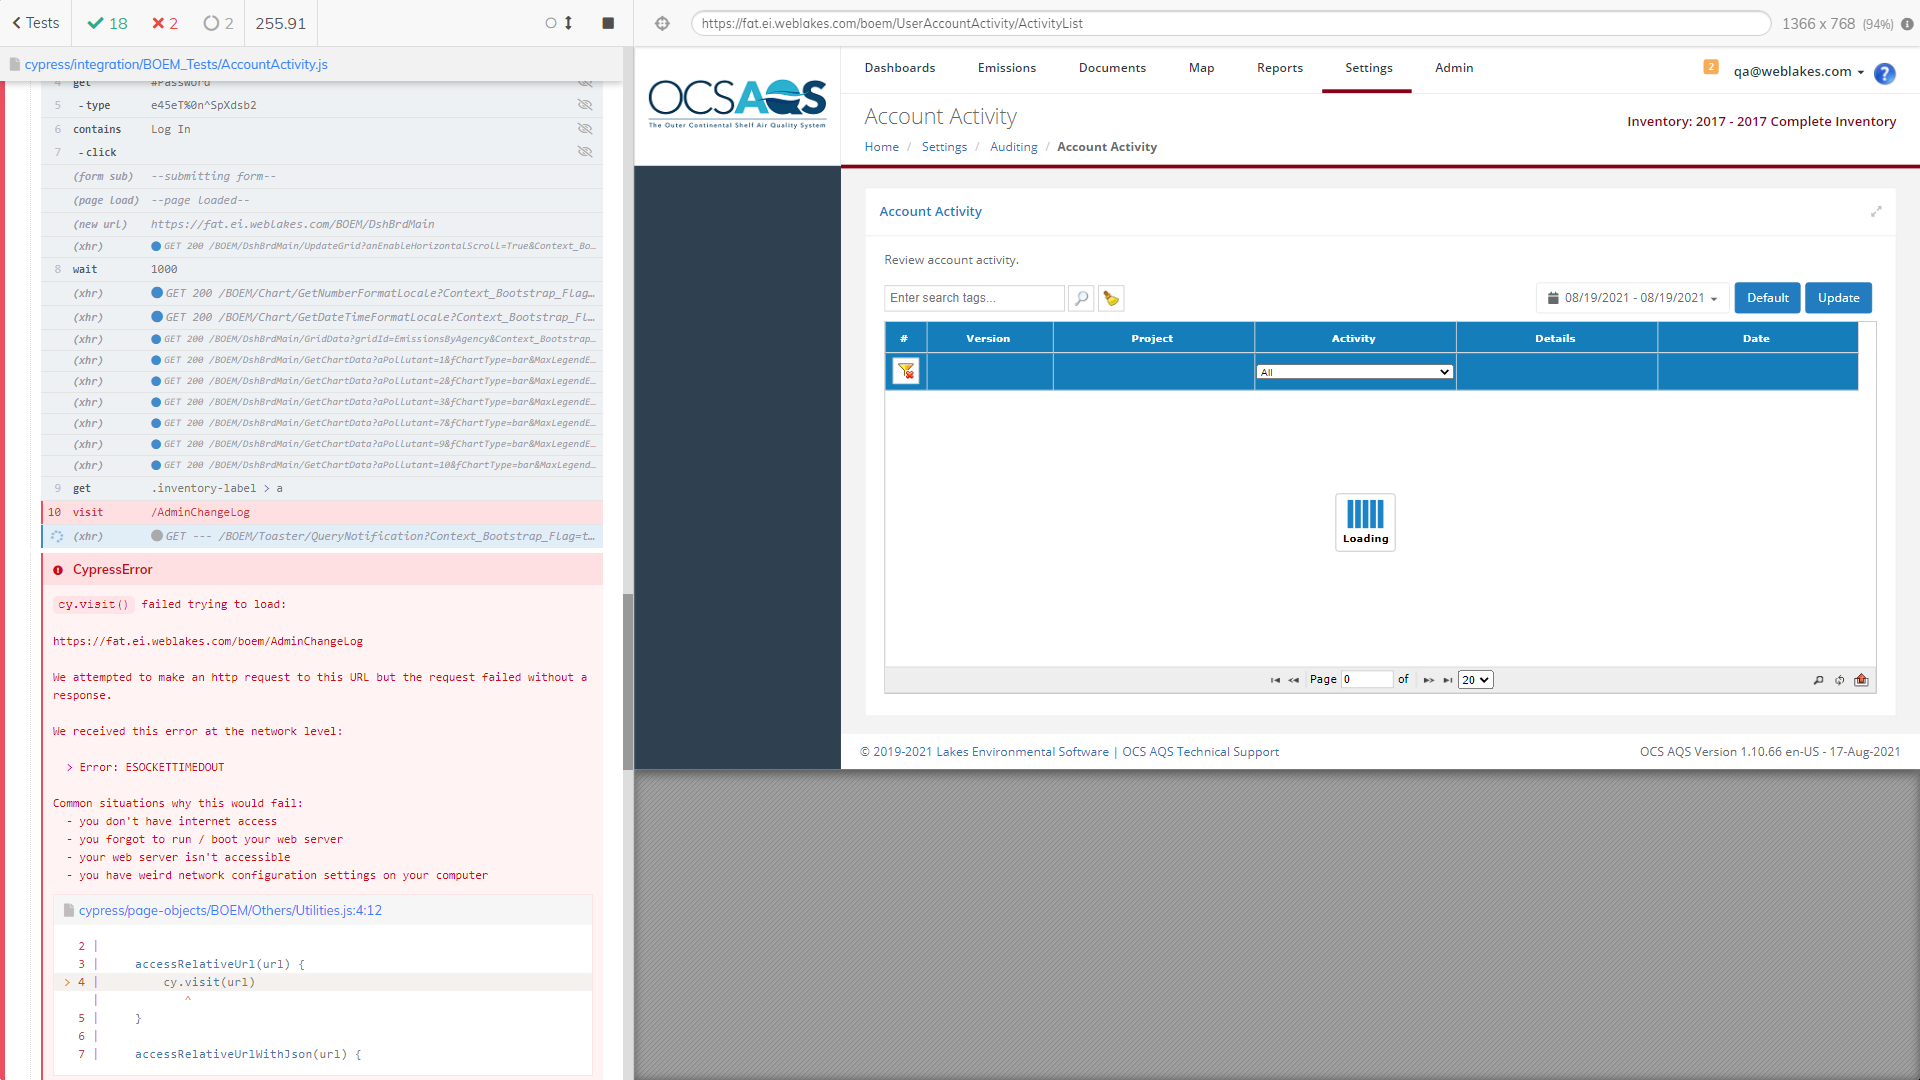 Tests
18
2
2
255.91
cypress/integration/BOEM_Tests/AccountActivity.js
4 get #Password
5 - type e45eT%0n^SpXdsb2
6 contains Log In
7 - click
(form sub) --submitting form--
(page load) --page loaded--
(new url) https://fat.ei.weblakes.com/BOEM/DshBrdMain
(xhr) GET 200 /BOEM/DshBrdMain/UpdateGrid?anEnableHorizontalScroll=True&Context_Bo...
8 wait 1000
(xhr) GET 200 /BOEM/Chart/GetNumberFormatLocale?Context_Bootstrap_Flag...
(xhr) GET 200 /BOEM/Chart/GetDateTimeFormatLocale?Context_Bootstrap_Fl...
(xhr) GET 200 /BOEM/DshBrdMain/GridData?gridId=EmissionsByAgency&Context_Bootstrap...
(xhr) GET 200 /BOEM/DshBrdMain/GetChartData?aPollutant=1&fChartType=bar&MaxLegendE...
(xhr) GET 200 /BOEM/DshBrdMain/GetChartData?aPollutant=2&fChartType=bar&MaxLegendE...
(xhr) GET 200 /BOEM/DshBrdMain/GetChartData?aPollutant=3&fChartType=bar&MaxLegendE...
(xhr) GET 200 /BOEM/DshBrdMain/GetChartData?aPollutant=7&fChartType=bar&MaxLegendE...
(xhr) GET 200 /BOEM/DshBrdMain/GetChartData?aPollutant=9&fChartType=bar&MaxLegendE...
(xhr) GET 200 /BOEM/DshBrdMain/GetChartData?aPollutant=10&fChartType=bar&MaxLegend...
9 get .inventory-label > a
10 visit /AdminChangeLog
(xhr) GET --- /BOEM/Toaster/QueryNotification?Context_Bootstrap_Flag=t...
CypressError
cy.visit() failed trying to load:
https://fat.ei.weblakes.com/boem/AdminChangeLog
We attempted to make an http request to this URL but the request failed without a
response.
We received this error at the network level:
> Error: ESOCKETTIMEDOUT
Common situations why this would fail:
- you don't have internet access
- you forgot to run / boot your web server
- your web server isn't accessible
- you have weird network configuration settings on your computer
cypress/page-objects/BOEM/Others/Utilities.js:4:12
2 |
3 | accessRelativeUrl(url) {
> 4 | cy.visit(url)
| ^
5 | }
6 |
7 | accessRelativeUrlWithJson(url) {
https://fat.ei.weblakes.com/boem/UserAccountActivity/ActivityList
1366 x 768 (94%)
OCSAQS
The Outer Continental Shelf Air Quality System
Dashboards Emissions Documents Map Reports Settings Admin
2
qa@weblakes.com
?
Account Activity
Inventory: 2017 - 2017 Complete Inventory
Home / Settings / Auditing / Account Activity
Account Activity
Review account activity.
Enter search tags...
08/19/2021 - 08/19/2021
Default
Update
# Version Project Activity Details Date
All
Loading
Page 0 of
20
© 2019-2021 Lakes Environmental Software | OCS AQS Technical Support
OCS AQS Version 1.10.66 en-US - 17-Aug-2021